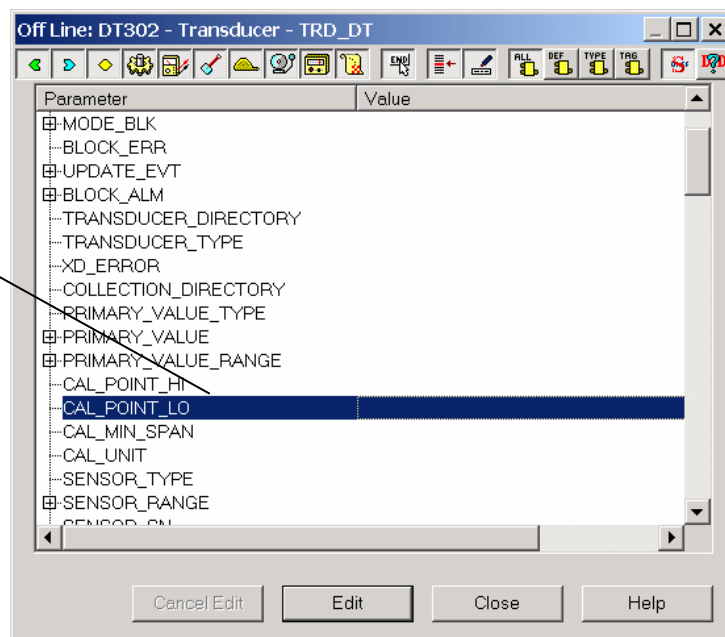 Off Line: DT302 - Transducer - TRD_DT
END ALL DEF TYPE TAG
Parameter Value
MODE_BLK
BLOCK_ERR
UPDATE_EVT
BLOCK_ALM
TRANSDUCER_DIRECTORY
TRANSDUCER_TYPE
XD_ERROR
COLLECTION_DIRECTORY
PRIMARY_VALUE_TYPE
PRIMARY_VALUE
PRIMARY_VALUE_RANGE
CAL_POINT_HI
CAL_POINT_LO
CAL_MIN_SPAN
CAL_UNIT
SENSOR_TYPE
SENSOR_RANGE
SENSOR_SN
Cancel Edit Edit Close Help